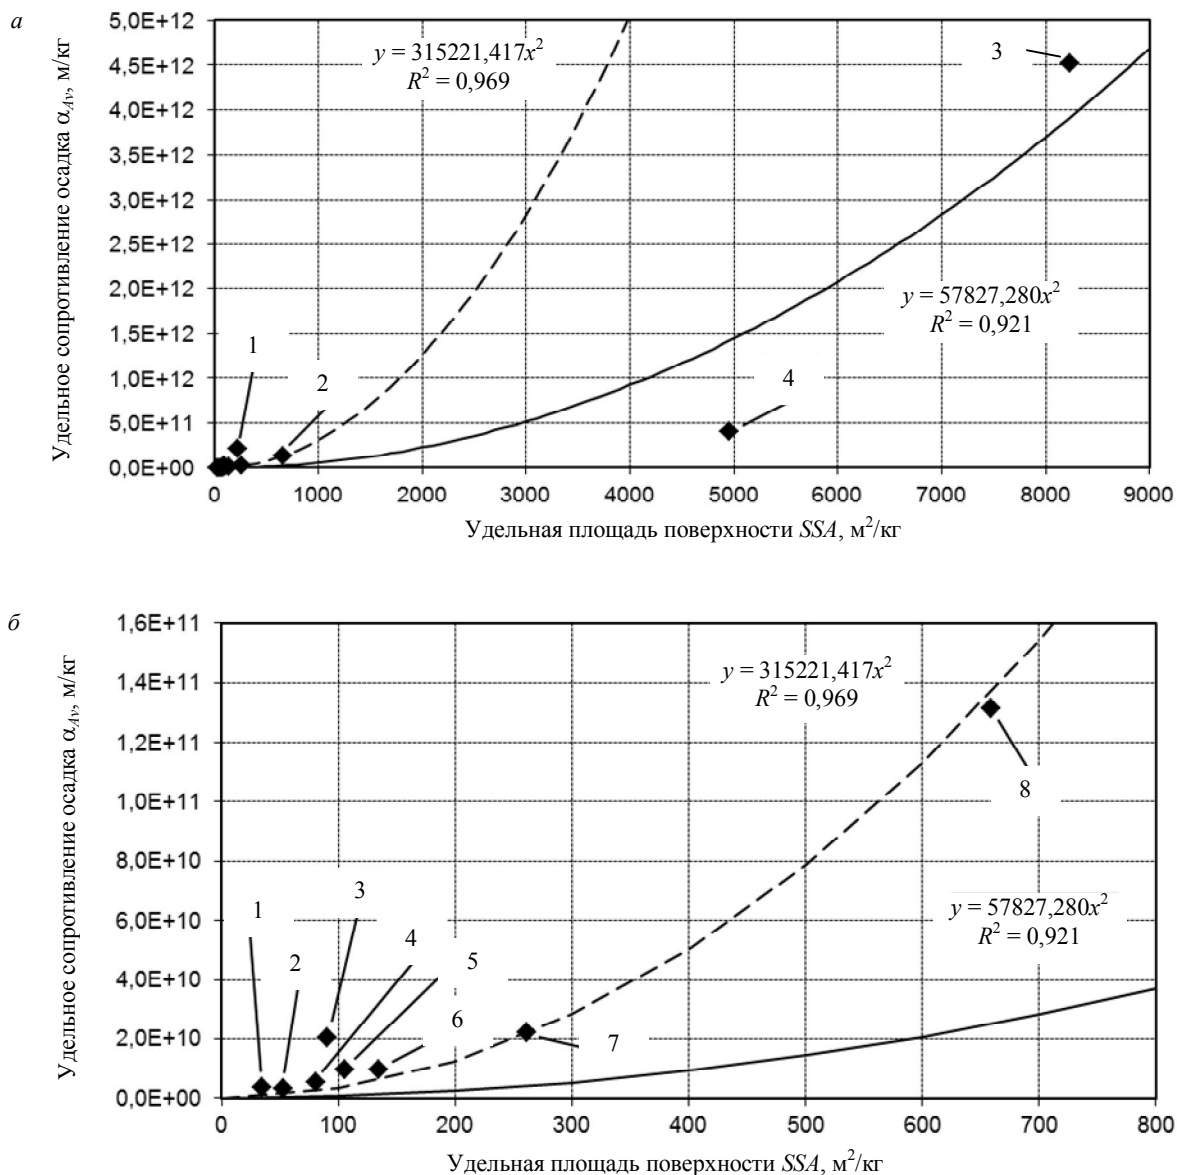 а
Удельное сопротивление осадка αAv, м/кг
5,0E+12
4,5E+12
4,0E+12
3,5E+12
3,0E+12
2,5E+12
2,0E+12
1,5E+12
1,0E+12
5,0E+11
0,0E+00
y = 315221,417x²
R² = 0,969
3
y = 57827,280x²
R² = 0,921
1
2
4
0 1000 2000 3000 4000 5000 6000 7000 8000 9000
Удельная площадь поверхности SSA, м²/кг
б
Удельное сопротивление осадка αAv, м/кг
1,6E+11
1,4E+11
1,2E+11
1,0E+11
8,0E+10
6,0E+10
4,0E+10
2,0E+10
0,0E+00
y = 315221,417x²
R² = 0,969
8
y = 57827,280x²
R² = 0,921
1
2
3
4
5
6
7
0 100 200 300 400 500 600 700 800
Удельная площадь поверхности SSA, м²/кг